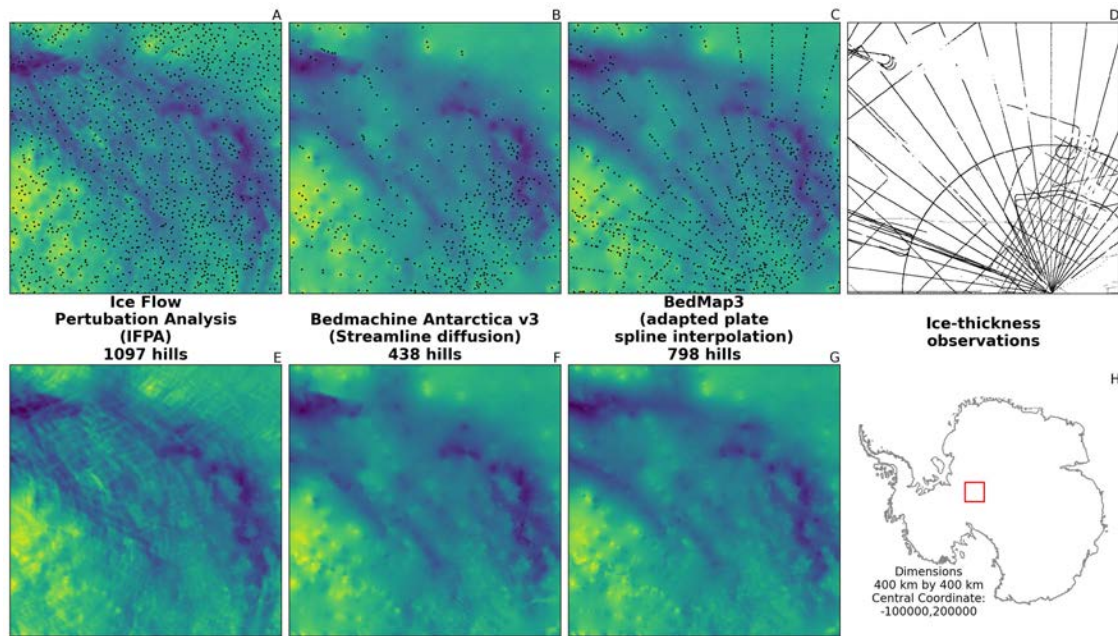 A
B
C
D
Ice Flow
Pertubation Analysis
(IFPA)
1097 hills
Bedmachine Antarctica v3
(Streamline diffusion)
438 hills
BedMap3
(adapted plate
spline interpolation)
798 hills
Ice-thickness
observations
E
F
G
H
Dimensions
400 km by 400 km
Central Coordinate:
-100000,200000